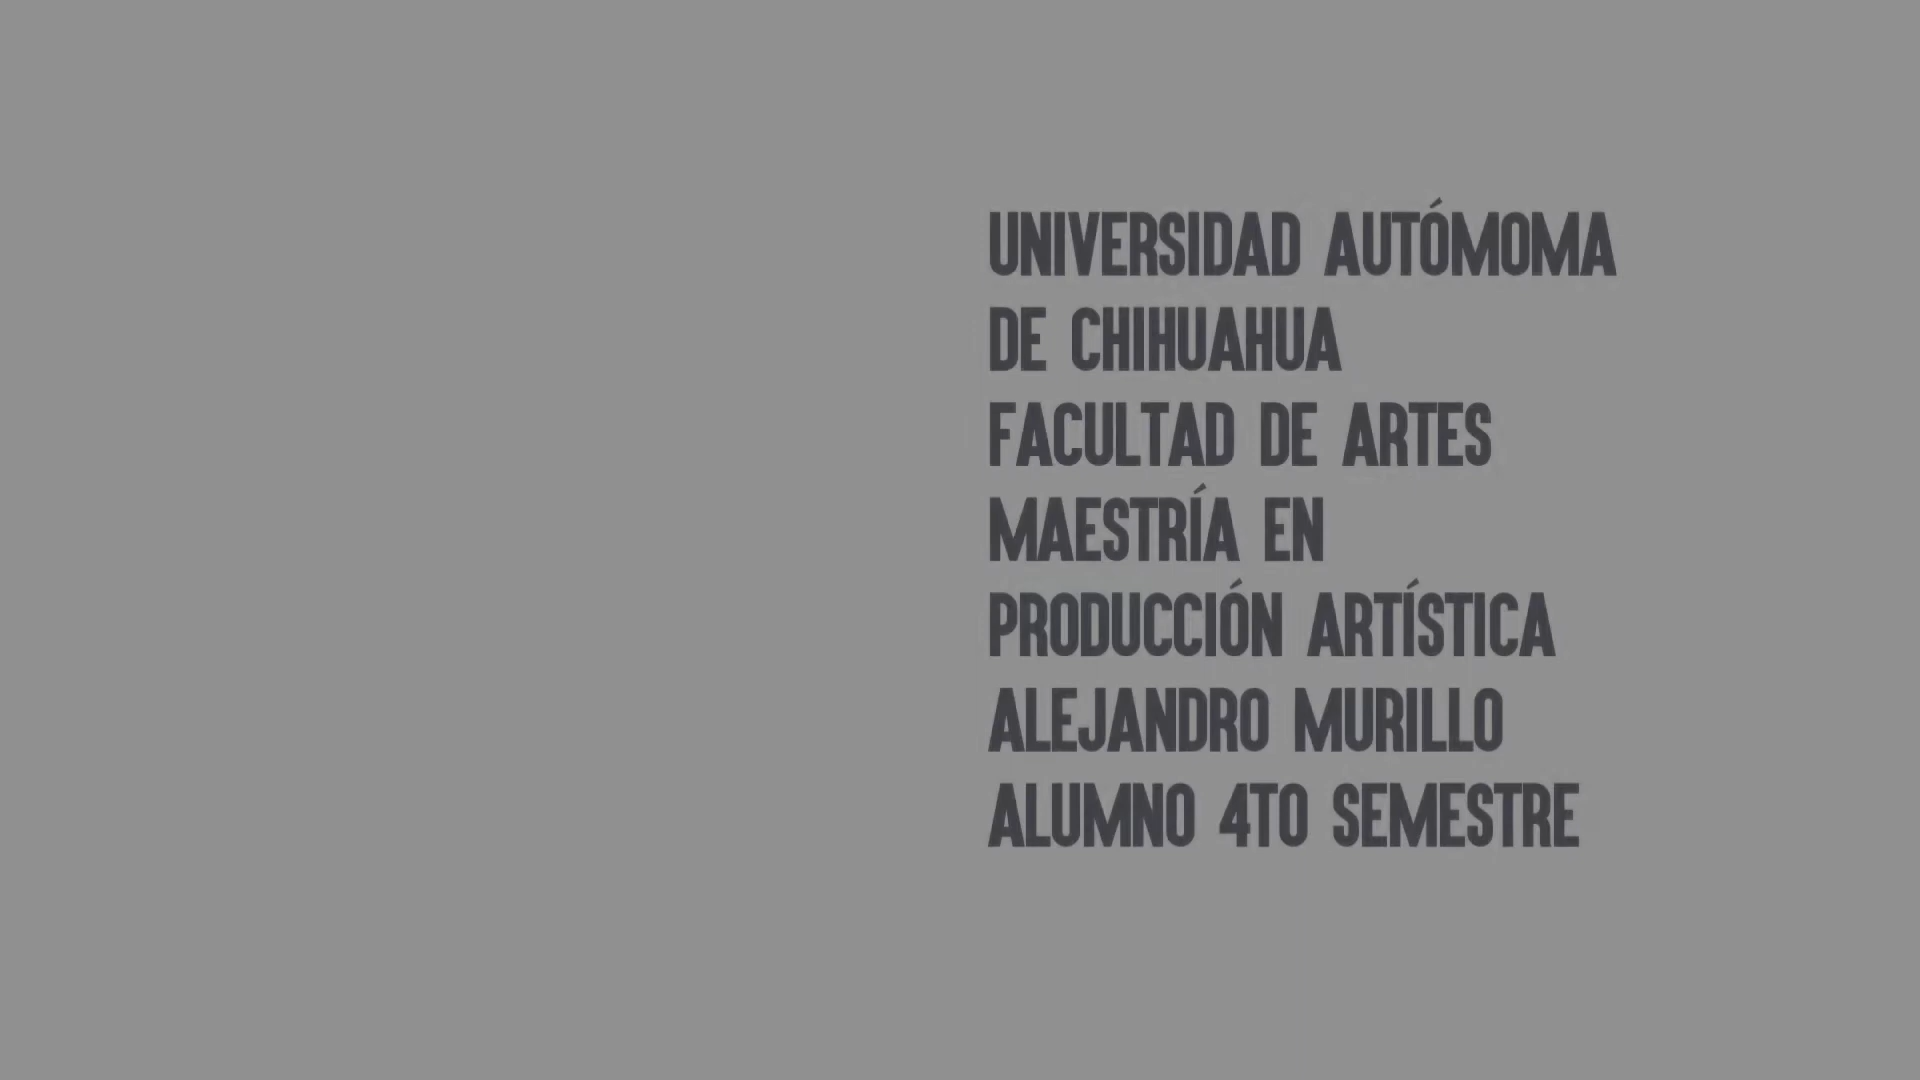 UNIVERSIDAD AUTÓMOMA
DE CHIHUAHUA
FACULTAD DE ARTES
MAESTRÍA EN
PRODUCCIÓN ARTÍSTICA
ALEJANDRO MURILLO
ALUMNO 4TO SEMESTRE